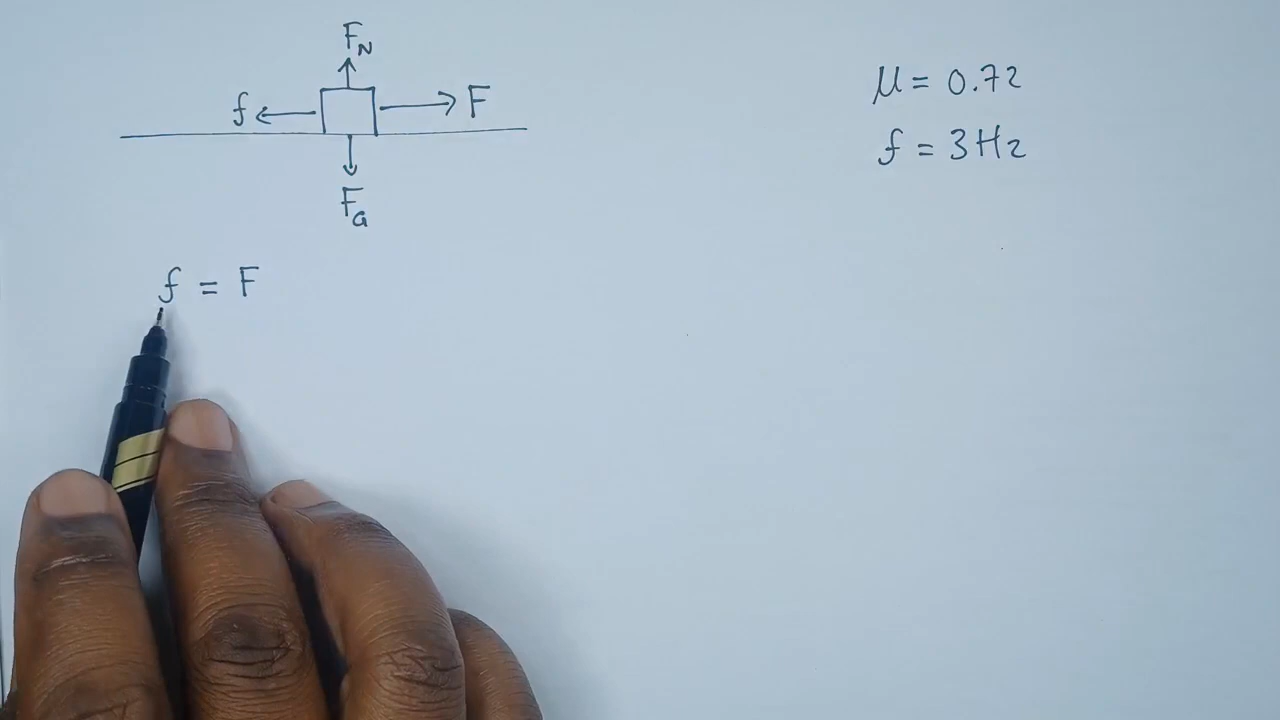 F_N
f F
F_G
μ = 0.72
f = 3Hz
f = F